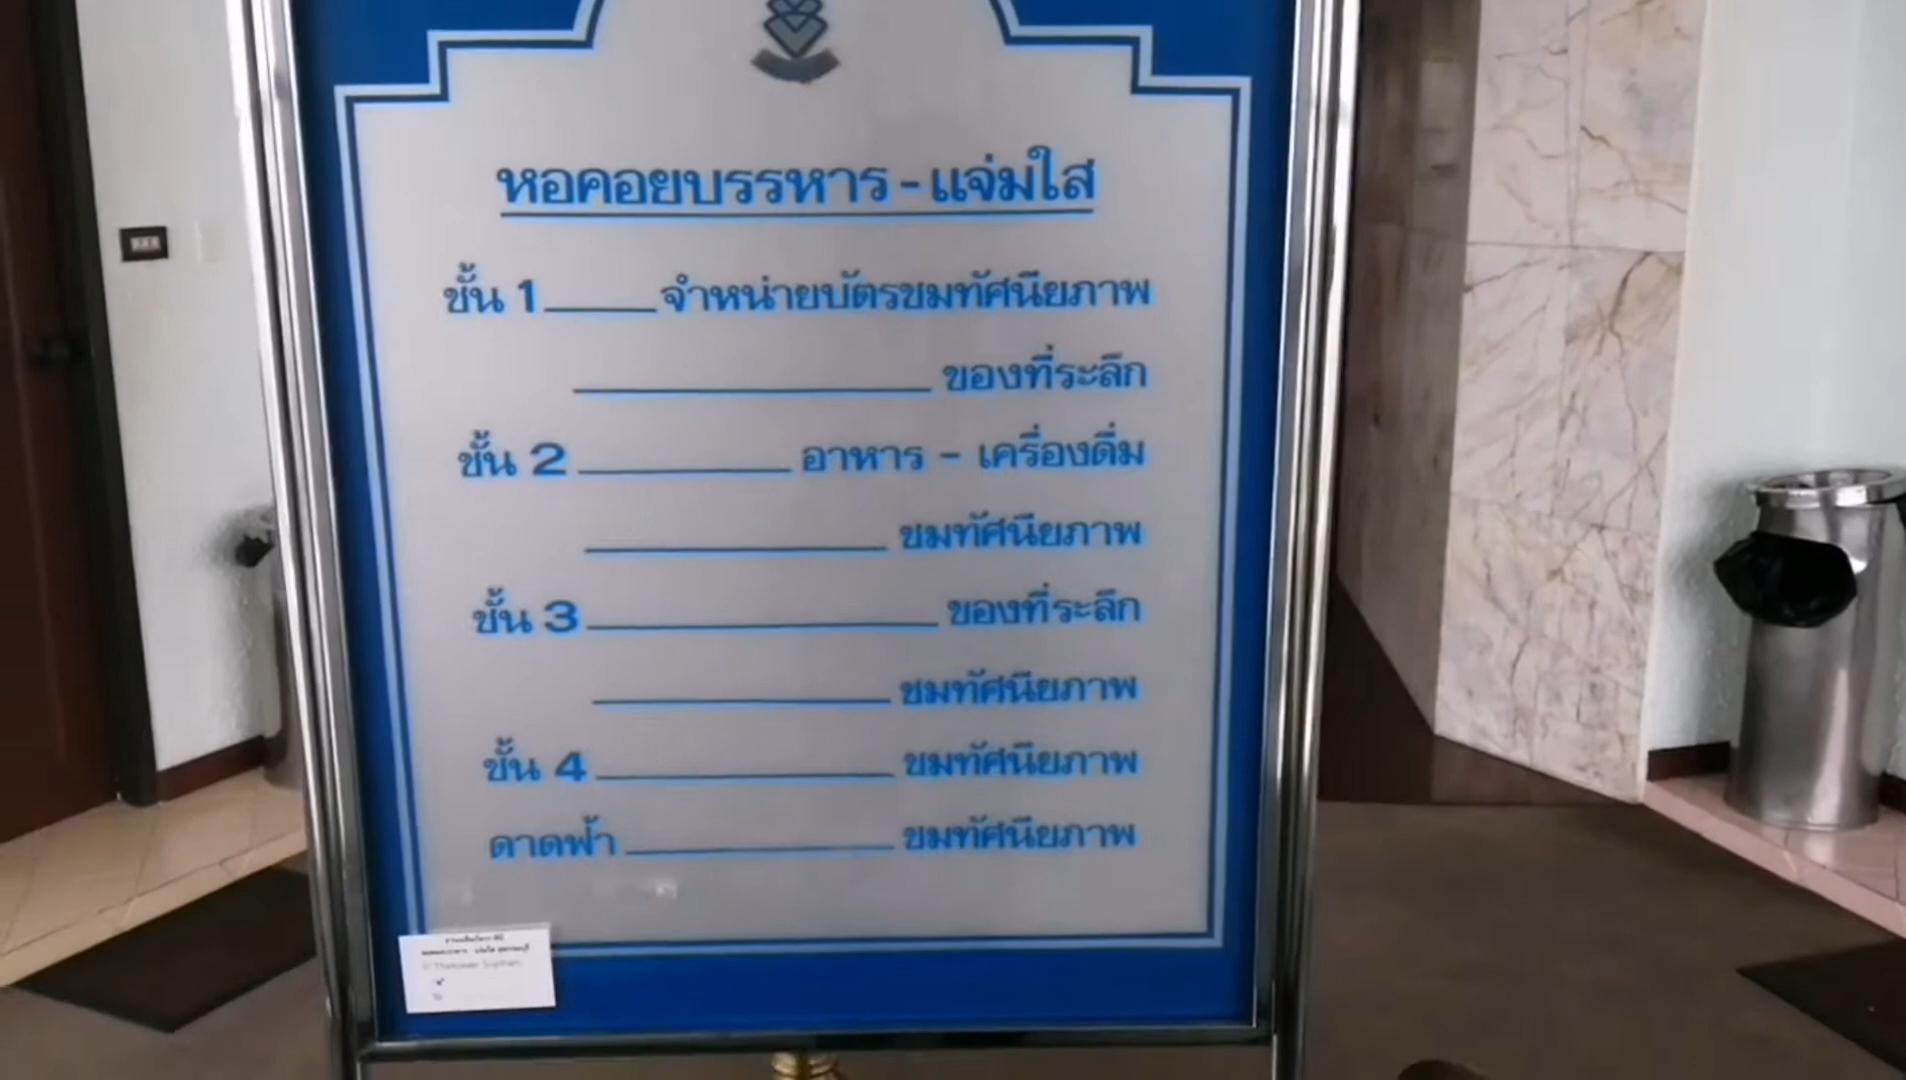 หอคอยบรรหาร - แจ่มใส
ชั้น 1 จำหน่ายบัตรชมทัศนียภาพ
ของที่ระลึก
ชั้น 2 อาหาร - เครื่องดื่ม
ชมทัศนียภาพ
ชั้น 3 ของที่ระลึก
ชมทัศนียภาพ
ชั้น 4 ชมทัศนียภาพ
ดาดฟ้า ชมทัศนียภาพ